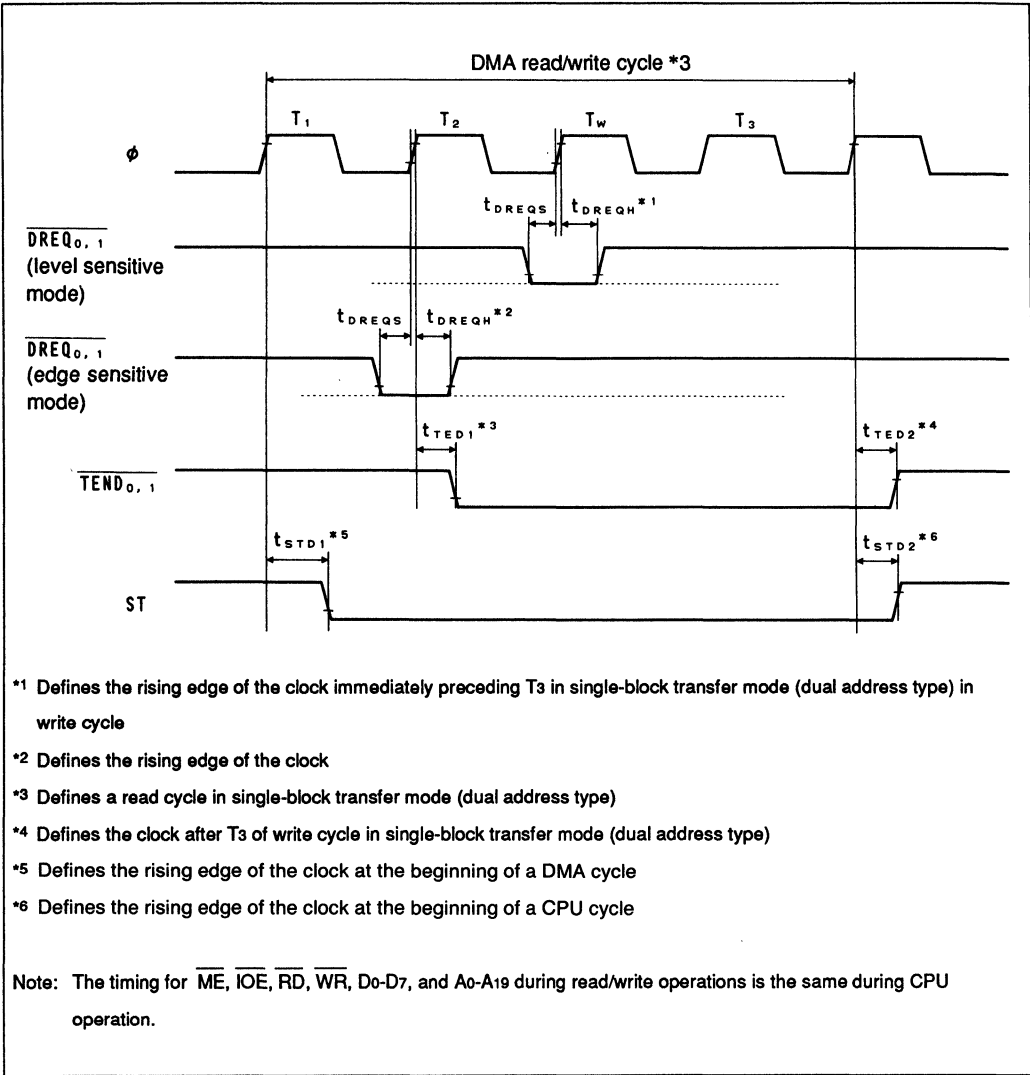 DMA read/write cycle *3
T1 T2 Tw T3
ϕ
tDREQS tDREQH*1
DREQ0, 1
(level sensitive
mode)
tDREQS tDREQH*2
DREQ0, 1
(edge sensitive
mode)
tTED1*3 tTED2*4
TEND0, 1
tSTD1*5 tSTD2*6
ST
*1 Defines the rising edge of the clock immediately preceding T3 in single-block transfer mode (dual address type) in
write cycle
*2 Defines the rising edge of the clock
*3 Defines a read cycle in single-block transfer mode (dual address type)
*4 Defines the clock after T3 of write cycle in single-block transfer mode (dual address type)
*5 Defines the rising edge of the clock at the beginning of a DMA cycle
*6 Defines the rising edge of the clock at the beginning of a CPU cycle
Note: The timing for ME, IOE, RD, WR, D0-D7, and A0-A19 during read/write operations is the same during CPU
operation.